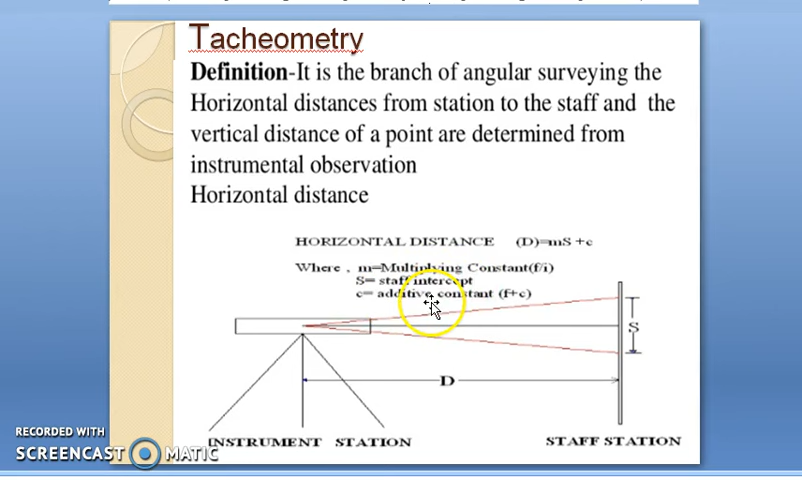 Tacheometry
Definition-It is the branch of angular surveying the
Horizontal distances from station to the staff and the
vertical distance of a point are determined from
instrumental observation
Horizontal distance
HORIZONTAL DISTANCE (D)=mS +c
Where , m=Multiplying Constant(f/i)
S= staff intercept
c= additive constant (f+c)
S
D
INSTRUMENT STATION
STAFF STATION
RECORDED WITH
SCREENCAST MATIC